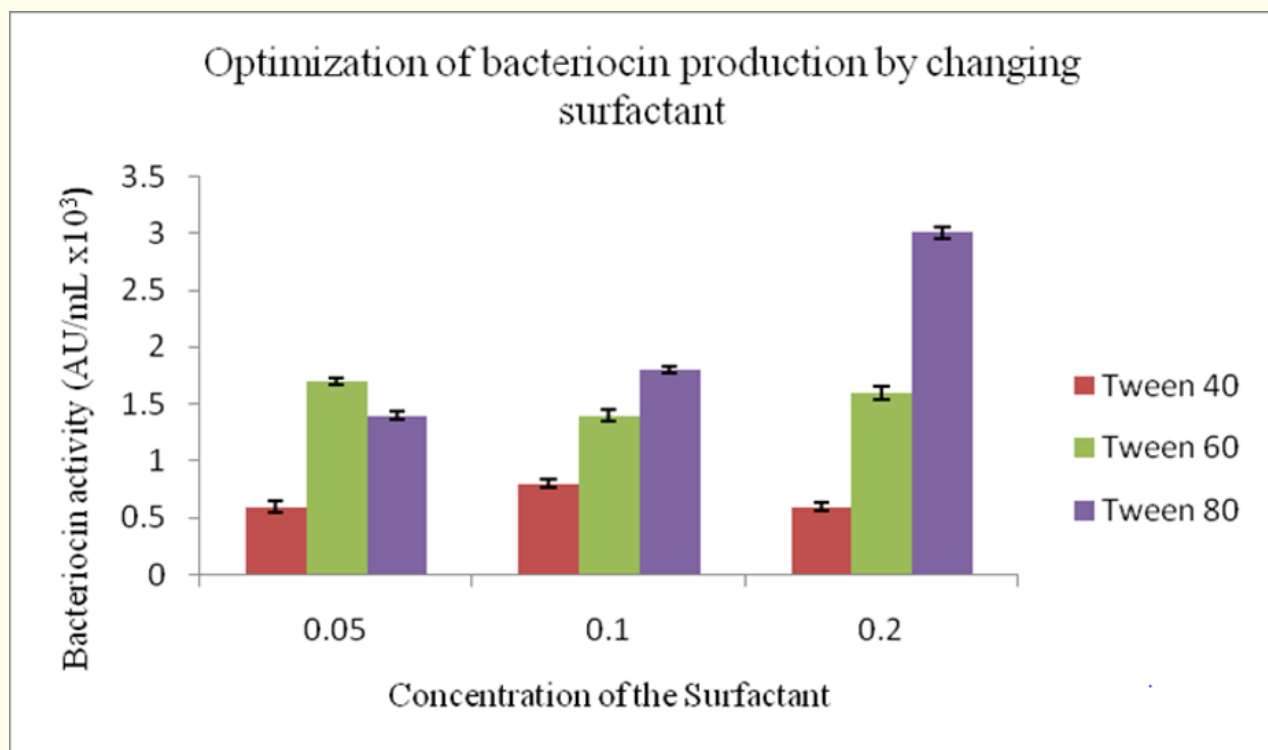 Optimization of bacteriocin production by changing
surfactant
Bacteriocin activity (AU/mL x10³)
3.5
3
2.5
2
1.5
1
0.5
0
0.05 0.1 0.2
Concentration of the Surfactant
Tween 40
Tween 60
Tween 80